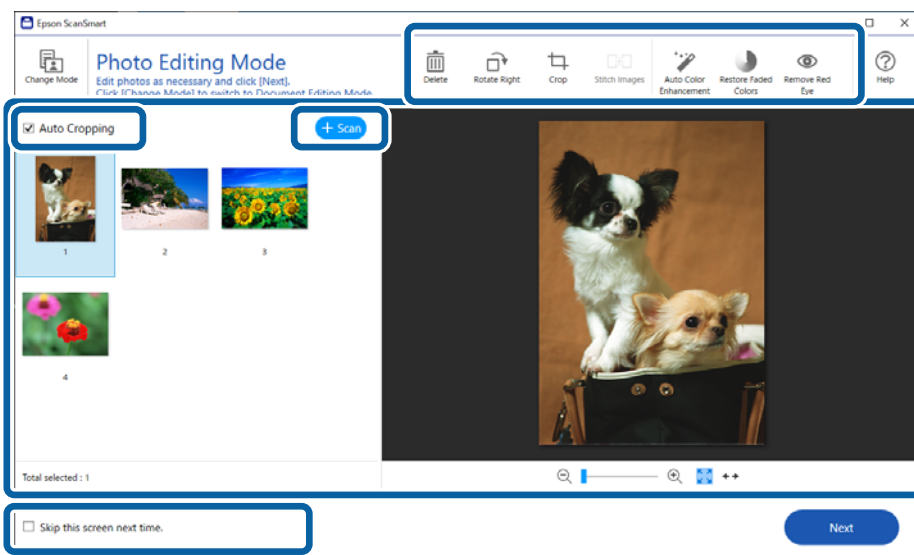 Epson ScanSmart
Change Mode
Photo Editing Mode
Edit photos as necessary and click [Next].
Click [Change Mode] to switch to Document Editing Mode.
Delete
Rotate Right
Crop
Stitch Images
Auto Color
Enhancement
Restore Faded
Colors
Remove Red
Eye
Help
Auto Cropping
+ Scan
1
2
3
4
Total selected : 1
Skip this screen next time.
Next